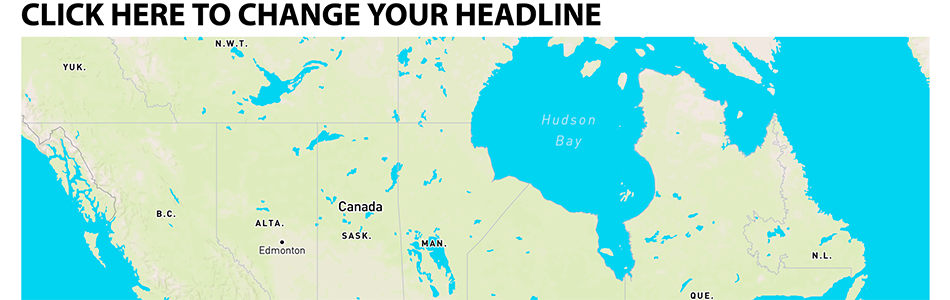 CLICK HERE TO CHANGE YOUR HEADLINE
N.W.T.
YUK.
Hudson
Bay
Canada
B.C.
ALTA.
SASK.
MAN.
Edmonton
N.L.
QUE.